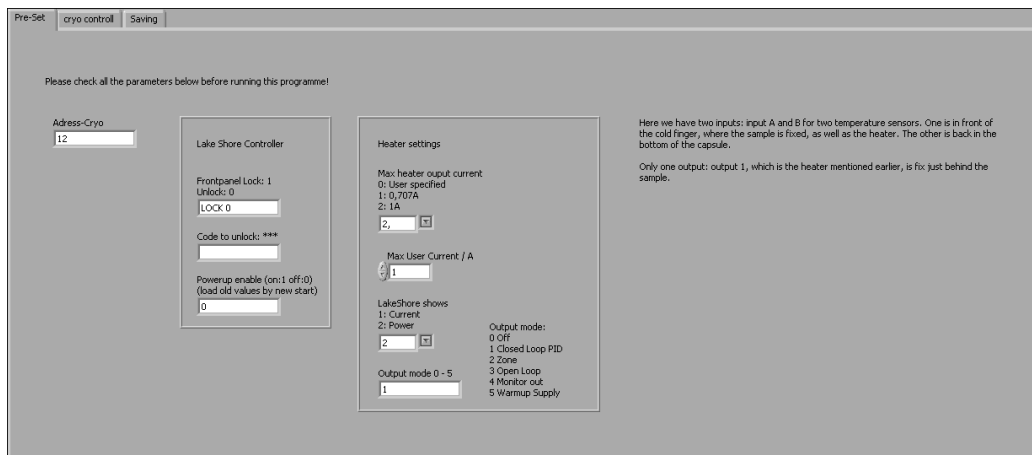 Pre-Set cryo controll Saving
Please check all the parameters below before running this programme!
Adress-Cryo
12
Lake Shore Controller
Frontpanel Lock: 1
Unlock: 0
LOCK 0
Code to unlock: ***
Powerup enable (on:1 off:0)
(load old values by new start)
0
Heater settings
Max heater ouput current
0: User specified
1: 0,707A
2: 1A
2,
Max User Current / A
1
LakeShore shows
1: Current
2: Power
2
Output mode 0 - 5
1
Output mode:
0 Off
1 Closed Loop PID
2 Zone
3 Open Loop
4 Monitor out
5 Warmup Supply
Here we have two inputs: input A and B for two temperature sensors. One is in front of
the cold finger, where the sample is fixed, as well as the heater. The other is back in the
bottom of the capsule.
Only one output: output 1, which is the heater mentioned earlier, is fix just behind the
sample.